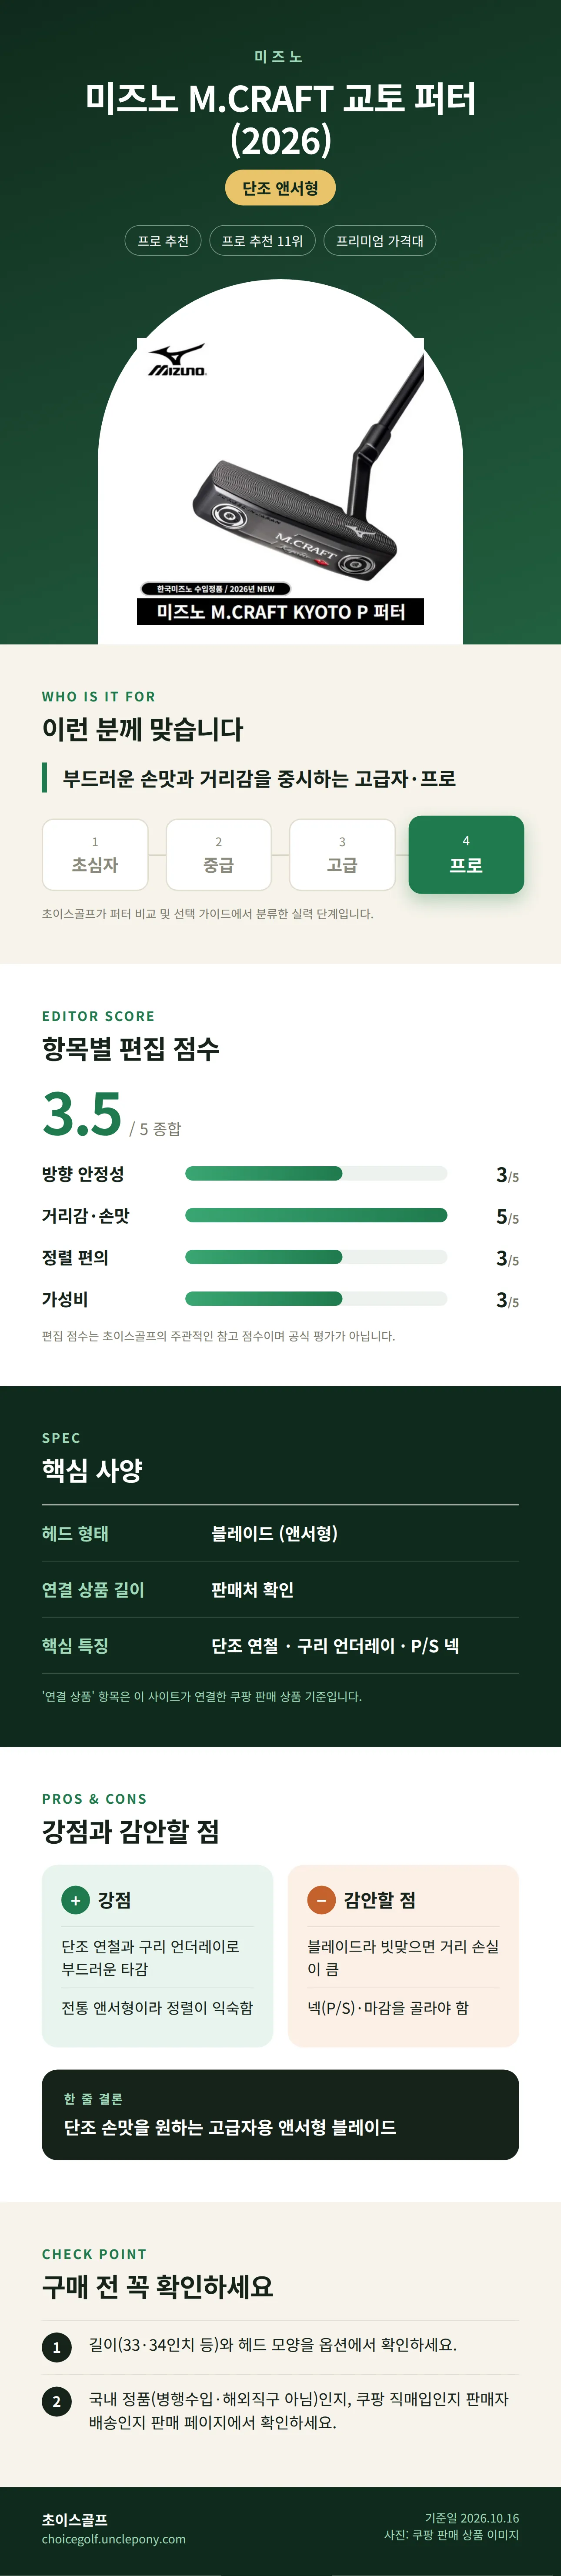 미즈노
미즈노 M.CRAFT 교토 퍼터
(2026)
단조 앤서형
프로 추천
프로 추천 11위
프리미엄 가격대
MIZUNO
M.CRAFT
한국미즈노 수입정품 / 2026년 NEW
미즈노 M.CRAFT KYOTO P 퍼터
WHO IS IT FOR
이런 분께 맞습니다
부드러운 손맛과 거리감을 중시하는 고급자·프로
1
초심자
2
중급
3
고급
4
프로
초이스골프가 퍼터 비교 및 선택 가이드에서 분류한 실력 단계입니다.
EDITOR SCORE
항목별 편집 점수
3.5 / 5 종합
방향 안정성 3/5
거리감·손맛 5/5
정렬 편의 3/5
가성비 3/5
편집 점수는 초이스골프의 주관적인 참고 점수이며 공식 평가가 아닙니다.
SPEC
핵심 사양
헤드 형태 블레이드 (앤서형)
연결 상품 길이 판매처 확인
핵심 특징 단조 연철 · 구리 언더레이 · P/S 넥
'연결 상품' 항목은 이 사이트가 연결한 쿠팡 판매 상품 기준입니다.
PROS & CONS
강점과 감안할 점
+ 강점
단조 연철과 구리 언더레이로
부드러운 타감
전통 앤서형이라 정렬이 익숙함
− 감안할 점
블레이드라 빗맞으면 거리 손실
이 큼
넥(P/S)·마감을 골라야 함
한 줄 결론
단조 손맛을 원하는 고급자용 앤서형 블레이드
CHECK POINT
구매 전 꼭 확인하세요
1 길이(33·34인치 등)와 헤드 모양을 옵션에서 확인하세요.
2 국내 정품(병행수입·해외직구 아님)인지, 쿠팡 직매입인지 판매자
배송인지 판매 페이지에서 확인하세요.
초이스골프
choicegolf.unclepony.com
기준일 2026.10.16
사진: 쿠팡 판매 상품 이미지